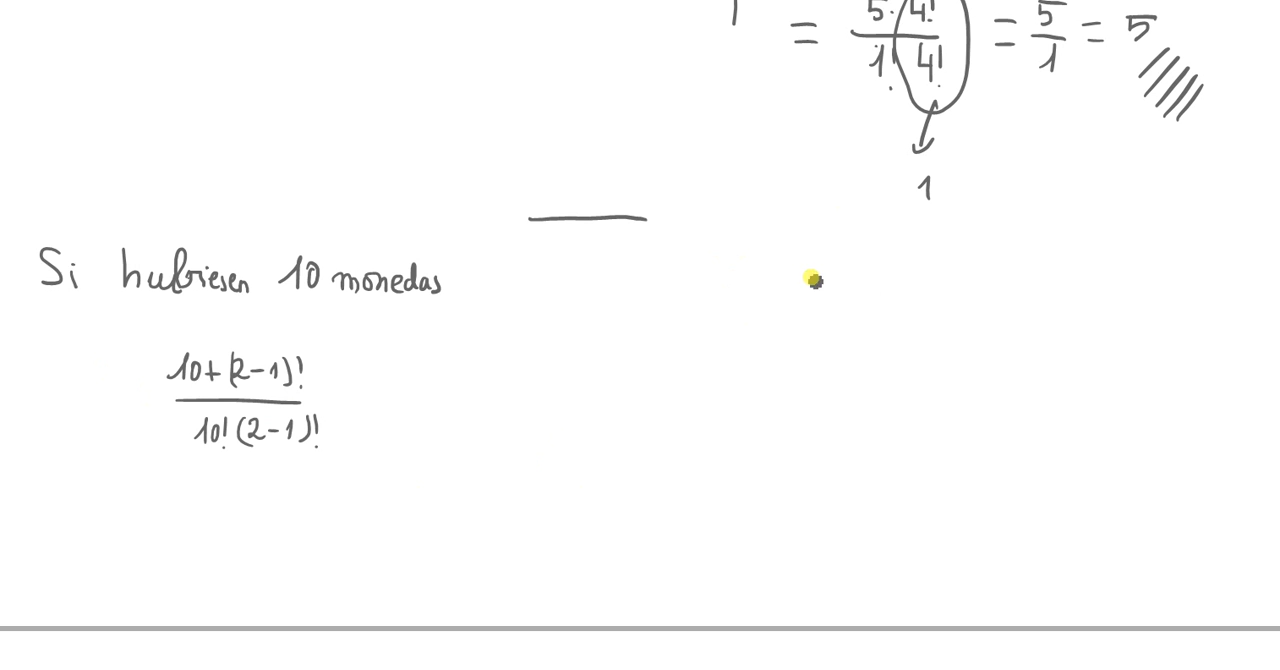 = 5·4! / 1! 4! = 5/1 = 5
1
Si hubiesen 10 monedas
10+(2-1)!
10!(2-1)!